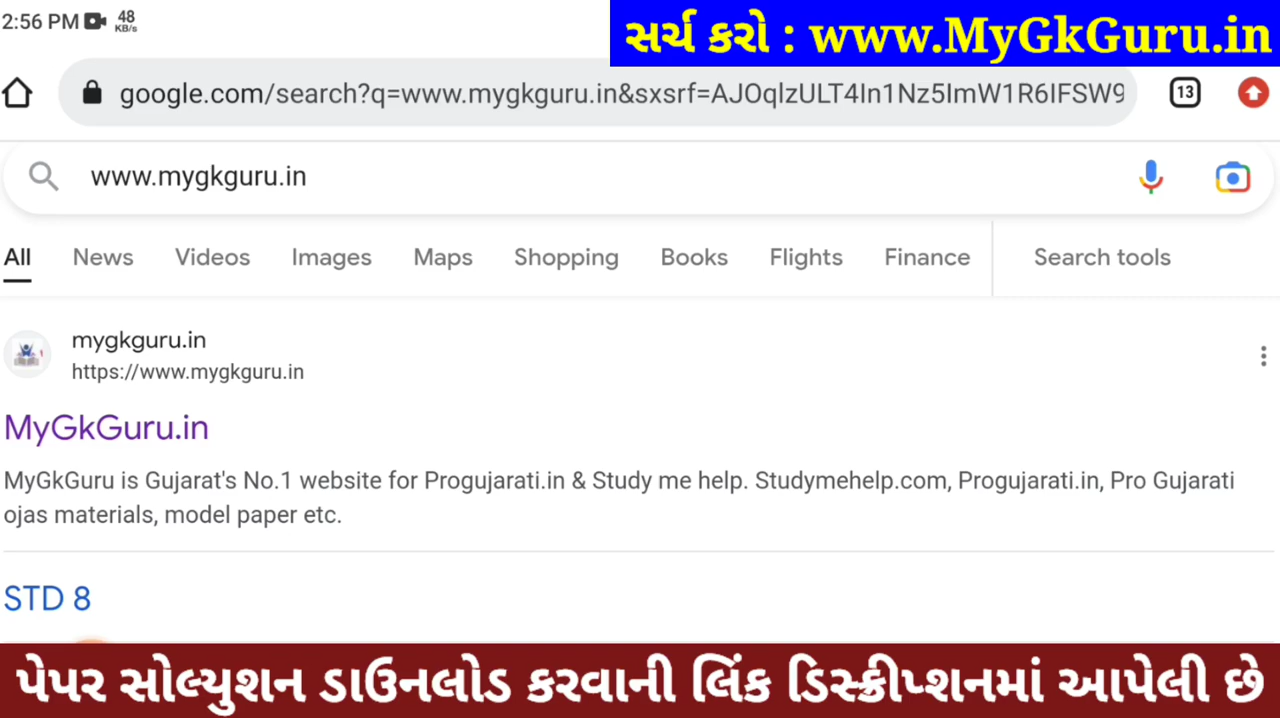 2:56 PM 48 KB/s
સર્ચ કરો : www.MyGkGuru.in
google.com/search?q=www.mygkguru.in&sxsrf=AJOqlzULT4In1Nz5ImW1R6IFSW9
13
www.mygkguru.in
All News Videos Images Maps Shopping Books Flights Finance Search tools
mygkguru.in
https://www.mygkguru.in
MyGkGuru.in
MyGkGuru is Gujarat's No.1 website for Progujarati.in & Study me help. Studymehelp.com, Progujarati.in, Pro Gujarati
ojas materials, model paper etc.
STD 8
પેપર સોલ્યુશન ડાઉનલોડ કરવાની લિંક ડિસ્ક્રીપ્શનમાં આપેલી છે